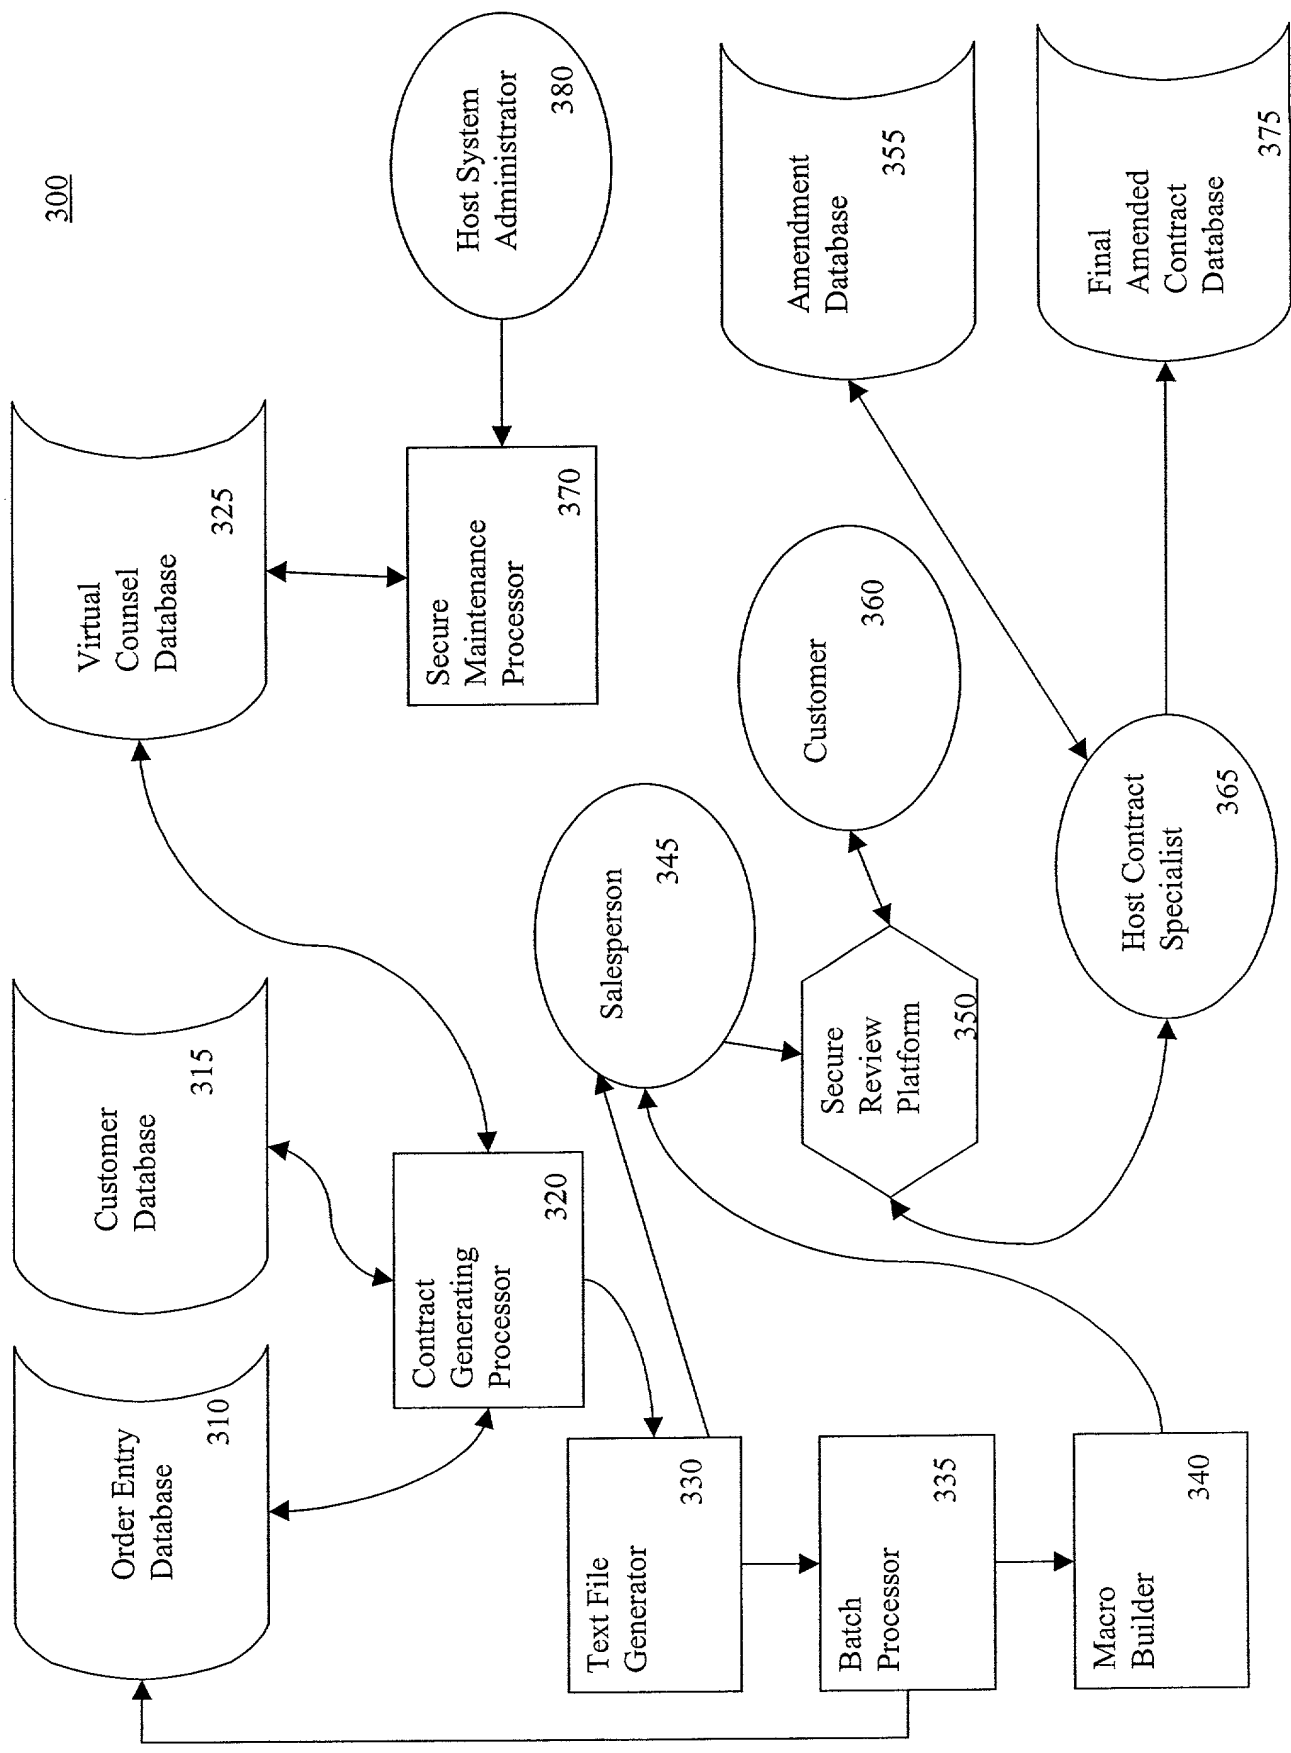 300
Order Entry
Database
310
Customer
Database
315
Virtual
Counsel
Database
325
Host System
Administrator
380
Contract
Generating
Processor
320
Secure
Maintenance
Processor
370
Text File
Generator
330
Salesperson
345
Batch
Processor
335
Secure
Review
Platform
350
Customer
360
Amendment
Database
355
Macro
Builder
340
Host Contract
Specialist
365
Final
Amended
Contract
Database
375